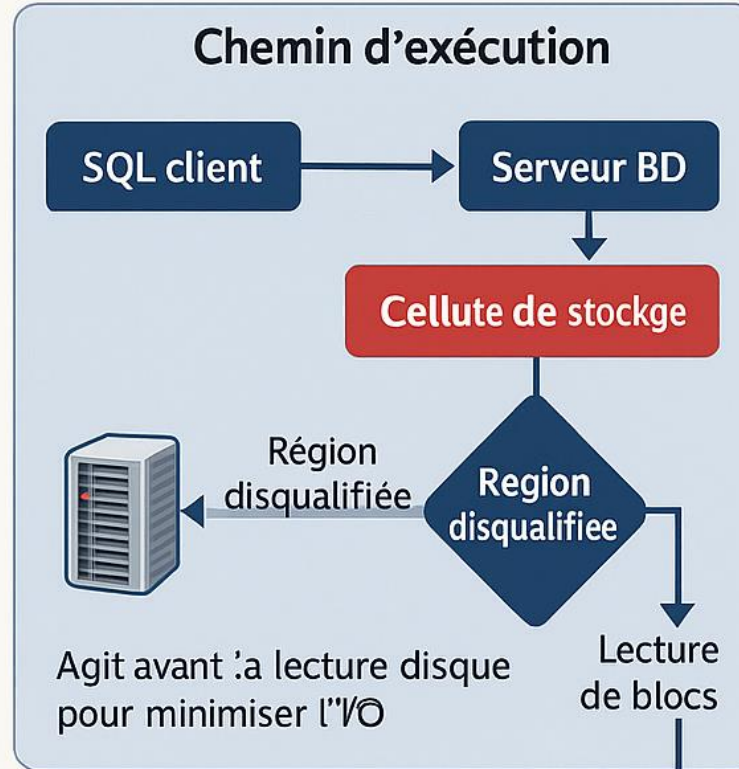 Chemin d'exécution
SQL client
Serveur BD
Cellute de stockge
Région
disqualifiée
Region
disqualifiee
Agit avant :a lecture disque
pour minimiser l'"I/O
Lecture
de blocs